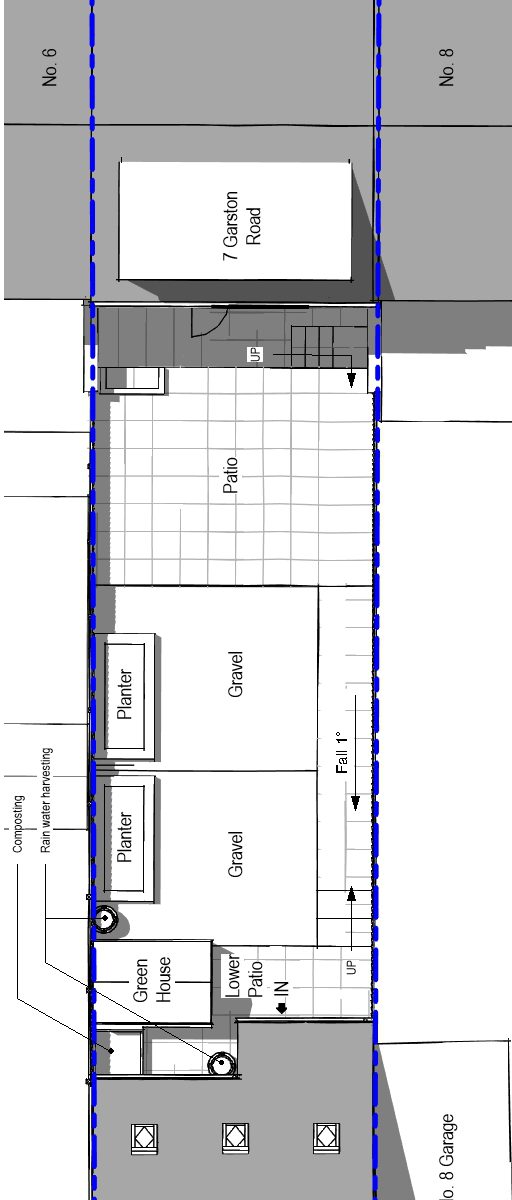 No. 6
No. 8
7 Garston
Road
UP
Patio
Planter
Gravel
Fall 1°
Composting
Rain water harvesting
Planter
Gravel
UP
Green
House
Lower
Patio
IN
o. 8 Garage